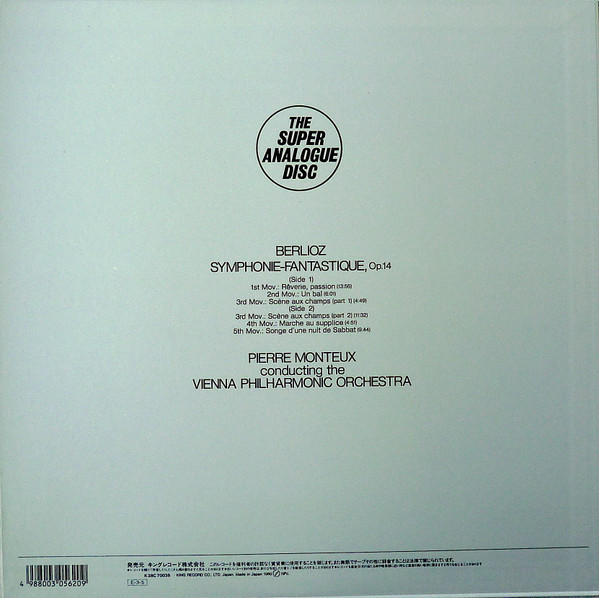 THE
SUPER
ANALOGUE
DISC
BERLIOZ
SYMPHONIE-FANTASTIQUE, Op.14
(Side 1)
1st Mov.: Rêverie, passion (13:56)
2nd Mov.: Un bal (6:01)
3rd Mov.: Scène aux champs (part 1) (4:49)
(Side 2)
3rd Mov.: Scène aux champs (part 2) (11:32)
4th Mov.: Marche au supplice (4:51)
5th Mov.: Songe d'une nuit de Sabbat (9:44)
PIERRE MONTEUX
conducting the
VIENNA PHILHARMONIC ORCHESTRA
発売元 キングレコード株式会社
K38C 70038 KING RECORD CO., LTD. Japan. Made in Japan
E-3-5
4 988003 056209